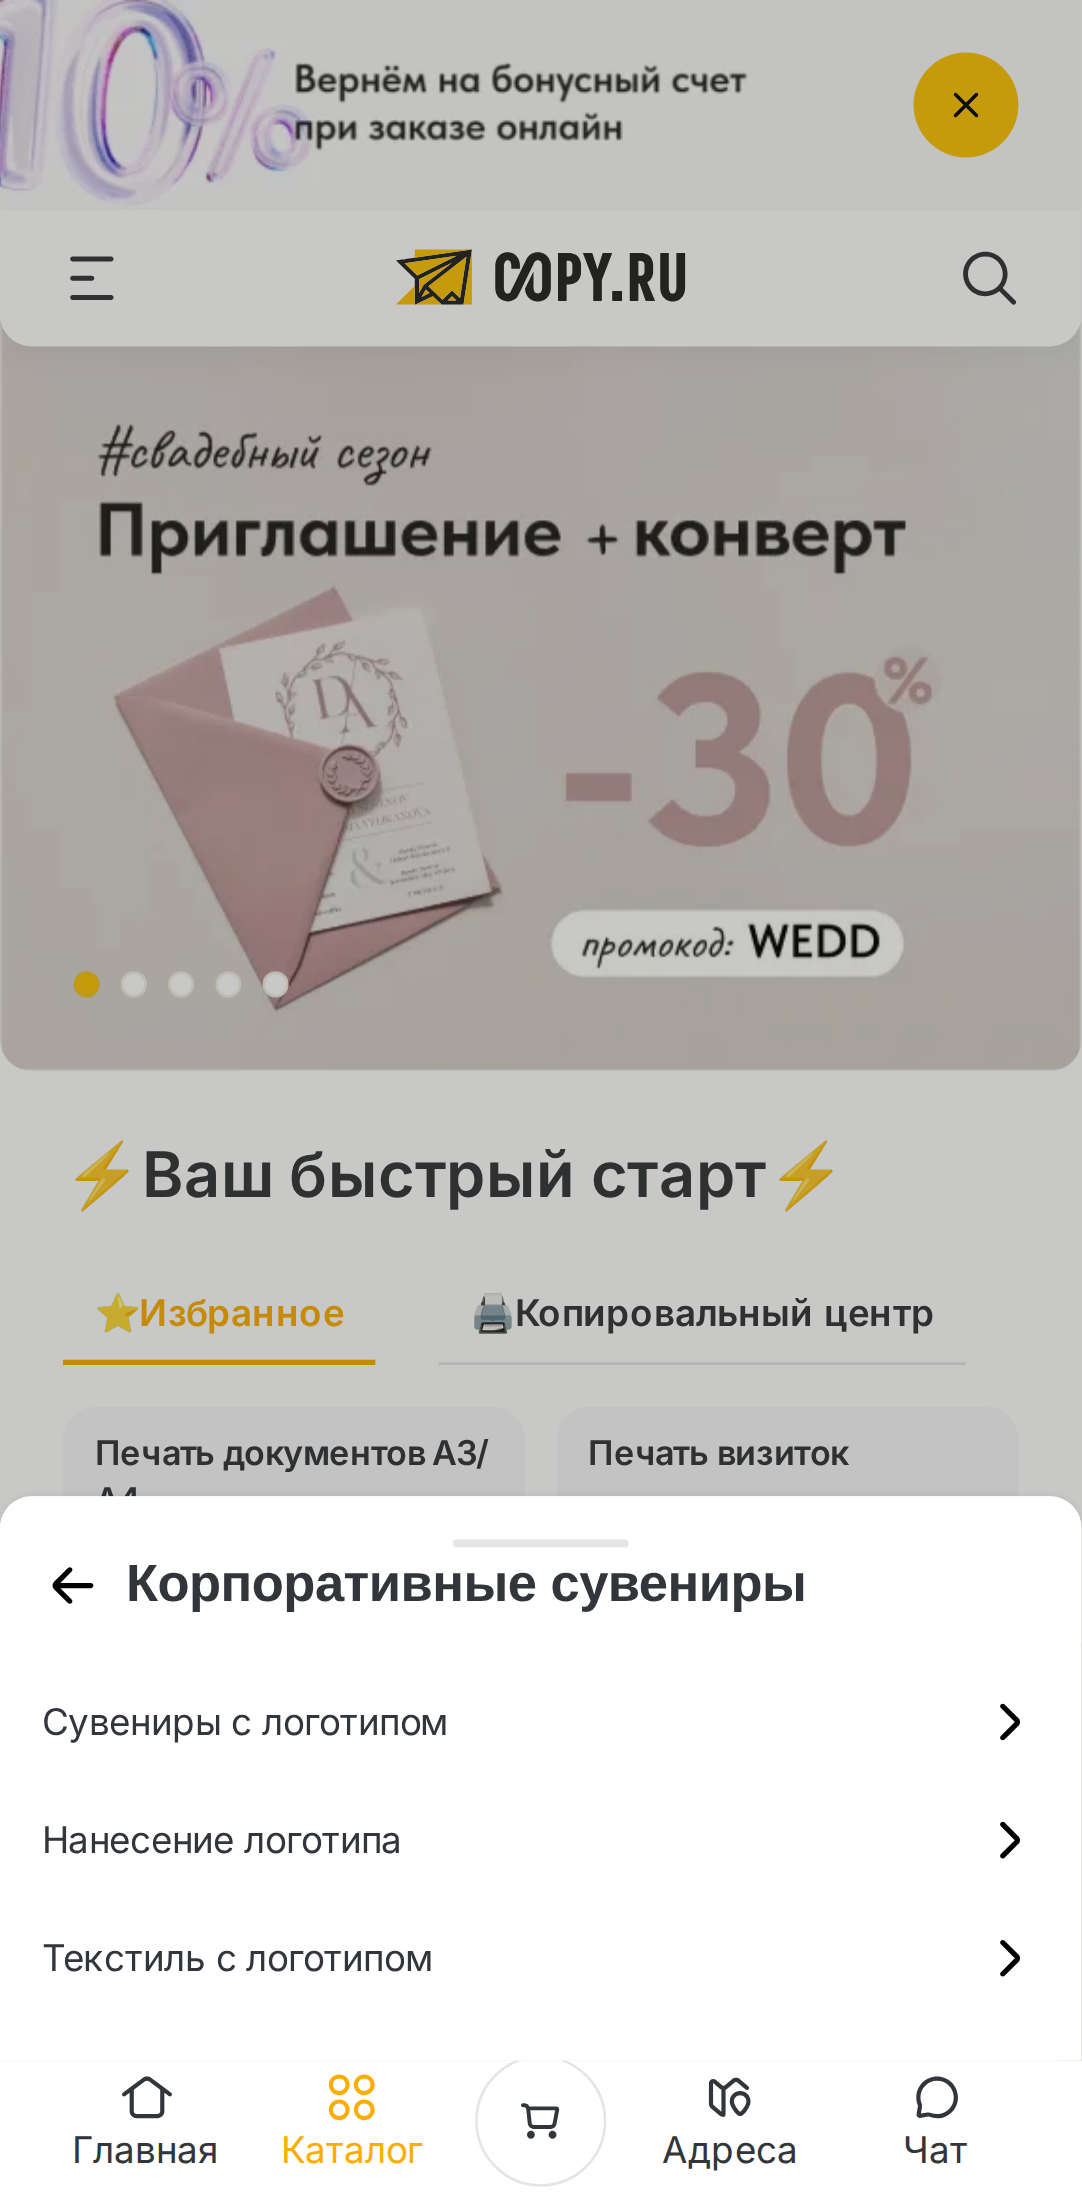 10%
Вернём на бонусный счет
при заказе онлайн
COPY.RU
#свадебный сезон
Приглашение + конверт
DA
&
-30%
промокод: WEDD
⚡Ваш быстрый старт⚡
⭐Избранное
🖨️Копировальный центр
Печать документов А3/
А4
Печать визиток
Корпоративные сувениры
Сувениры с логотипом
Нанесение логотипа
Текстиль с логотипом
Главная
Каталог
Адреса
Чат